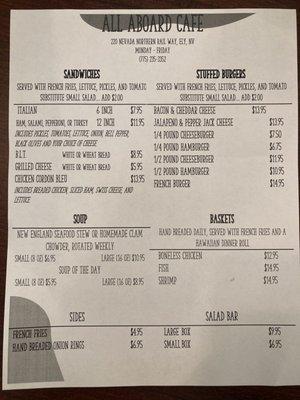 ALL ABOARD CAFE
220 NEVADA NORTHERN RAIL WAY, ELY, NV
MONDAY - FRIDAY
(775) 235-3352
SANDWICHES
SERVED WITH FRENCH FRIES, LETTUCE, PICKLES, AND TOMATO
SUBSTITUTE SMALL SALAD... ADD $2.00
ITALIAN 6 INCH $7.95
HAM, SALAMI, PEPPERONI, OR TURKEY 12 INCH $11.95
INCLUDES PICKLES, TOMATOES, LETTUCE, ONION, BELL PEPPER,
BLACK OLIVES AND YOUR CHOICE OF CHEESE
B.L.T. WHITE OR WHEAT BREAD $8.95
GRILLED CHEESE WHITE OR WHEAT BREAD $5.95
CHICKEN CORDON BLEU $13.95
INCLUDES BREADED CHICKEN, SLICED HAM, SWISS CHEESE, AND
LETTUCE
STUFFED BURGERS
SERVED WITH FRENCH FRIES, LETTUCE, PICKLES, AND TOMATO
SUBSTITUTE SMALL SALAD... ADD $2.00
BACON & CHEDDAR CHEESE $13.95
JALAPENO & PEPPER JACK CHEESE $13.95
1/4 POUND CHEESEBURGER $7.50
1/4 POUND HAMBURGER $6.75
1/2 POUND CHEESEBURGER $11.95
1/2 POUND HAMBURGER $10.95
FRENCH BURGER $14.95
SOUP
NEW ENGLAND SEAFOOD STEW OR HOMEMADE CLAM
CHOWDER, ROTATED WEEKLY
SMALL (8 OZ) $6.95 LARGE (16 OZ) $10.95
SOUP OF THE DAY
SMALL (8 OZ) $5.95 LARGE (16 OZ) $8.95
BASKETS
HAND BREADED DAILY, SERVED WITH FRENCH FRIES AND A
HAWAIIAN DINNER ROLL
BONELESS CHICKEN $12.95
FISH $14.95
SHRIMP $14.95
SIDES
FRENCH FRIES $4.95
HAND BREADED ONION RINGS $6.95
SALAD BAR
LARGE BOX $9.95
SMALL BOX $6.95